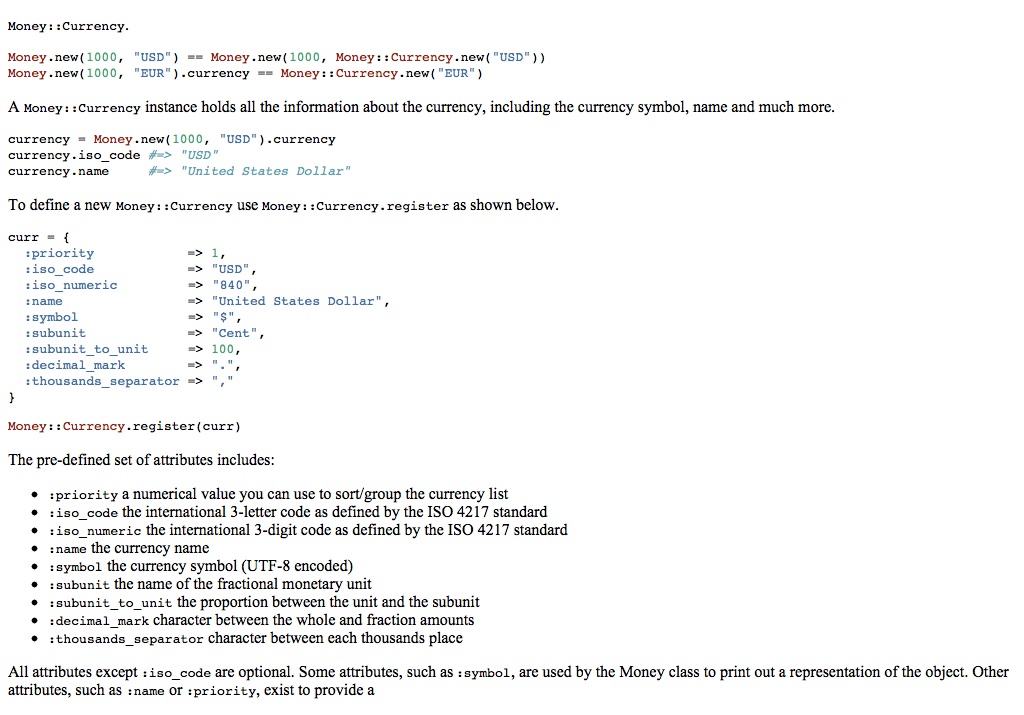 Money::Currency.
Money.new(1000, "USD") == Money.new(1000, Money::Currency.new("USD"))
Money.new(1000, "EUR").currency == Money::Currency.new("EUR")
A Money::Currency instance holds all the information about the currency, including the currency symbol, name and much more.
currency = Money.new(1000, "USD").currency
currency.iso_code #=> "USD"
currency.name     #=> "United States Dollar"
To define a new Money::Currency use Money::Currency.register as shown below.
curr = {
  :priority            => 1,
  :iso_code            => "USD",
  :iso_numeric         => "840",
  :name                => "United States Dollar",
  :symbol              => "$",
  :subunit             => "Cent",
  :subunit_to_unit     => 100,
  :decimal_mark        => ".",
  :thousands_separator => ","
}
Money::Currency.register(curr)
The pre-defined set of attributes includes:
• :priority a numerical value you can use to sort/group the currency list
• :iso_code the international 3-letter code as defined by the ISO 4217 standard
• :iso_numeric the international 3-digit code as defined by the ISO 4217 standard
• :name the currency name
• :symbol the currency symbol (UTF-8 encoded)
• :subunit the name of the fractional monetary unit
• :subunit_to_unit the proportion between the unit and the subunit
• :decimal_mark character between the whole and fraction amounts
• :thousands_separator character between each thousands place
All attributes except :iso_code are optional. Some attributes, such as :symbol, are used by the Money class to print out a representation of the object. Other
attributes, such as :name or :priority, exist to provide a